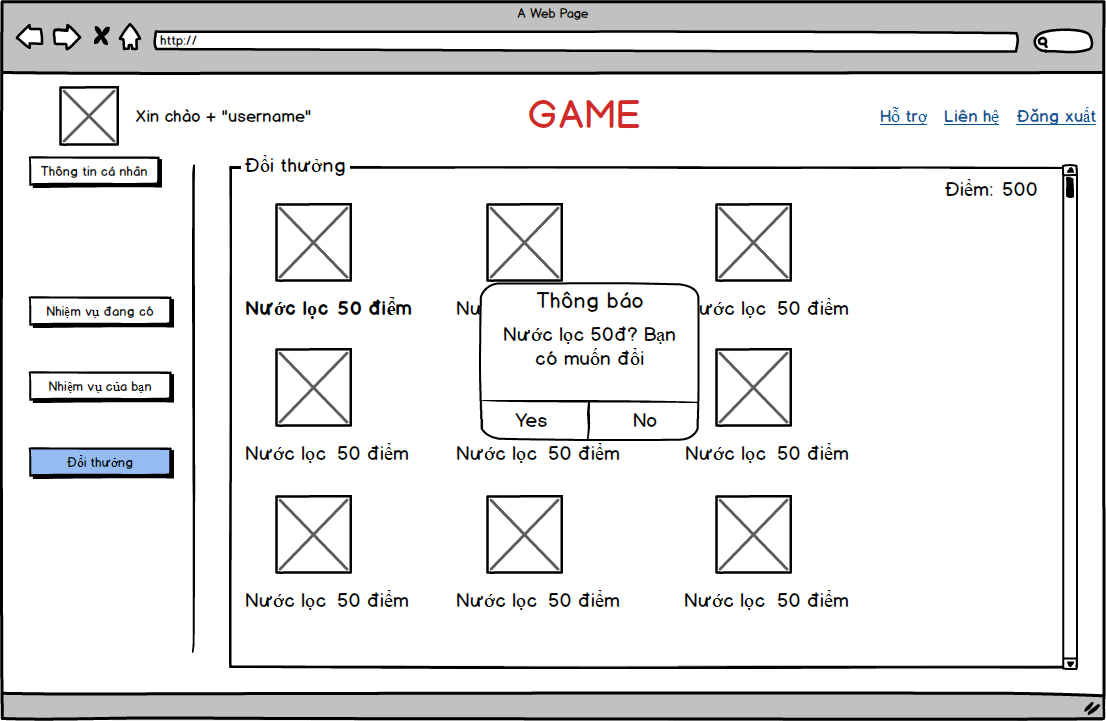 A Web Page
http://
Xin chào + "username"
GAME
Hỗ trợ Liên hệ Đăng xuất
Thông tin cá nhân
Nhiệm vụ đang có
Nhiệm vụ của bạn
Đổi thưởng
Đổi thưởng
Điểm: 500
Nước lọc 50 điểm
Nước lọc 50 điểm
Thông báo
Nước lọc 50đ? Bạn
có muốn đổi
Yes No
Nước lọc 50 điểm Nước lọc 50 điểm Nước lọc 50 điểm
Nước lọc 50 điểm Nước lọc 50 điểm Nước lọc 50 điểm